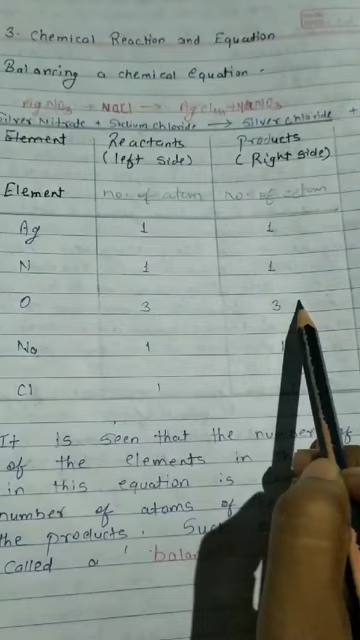 3. Chemical Reaction and Equation
Balancing a chemical equation.
AgNO3 + NaCl → AgCl + NaNO3
Silver Nitrate + Sodium chloride → Silver chloride +
Element Reactants Products
(left side) (Right side)
Element no. of atom no. of atom
Ag 1 1
N 1 1
O 3 3
Na 1 1
Cl 1
It is seen that the number of
of the elements in the
in this equation is
number of atoms of
the products.
called a